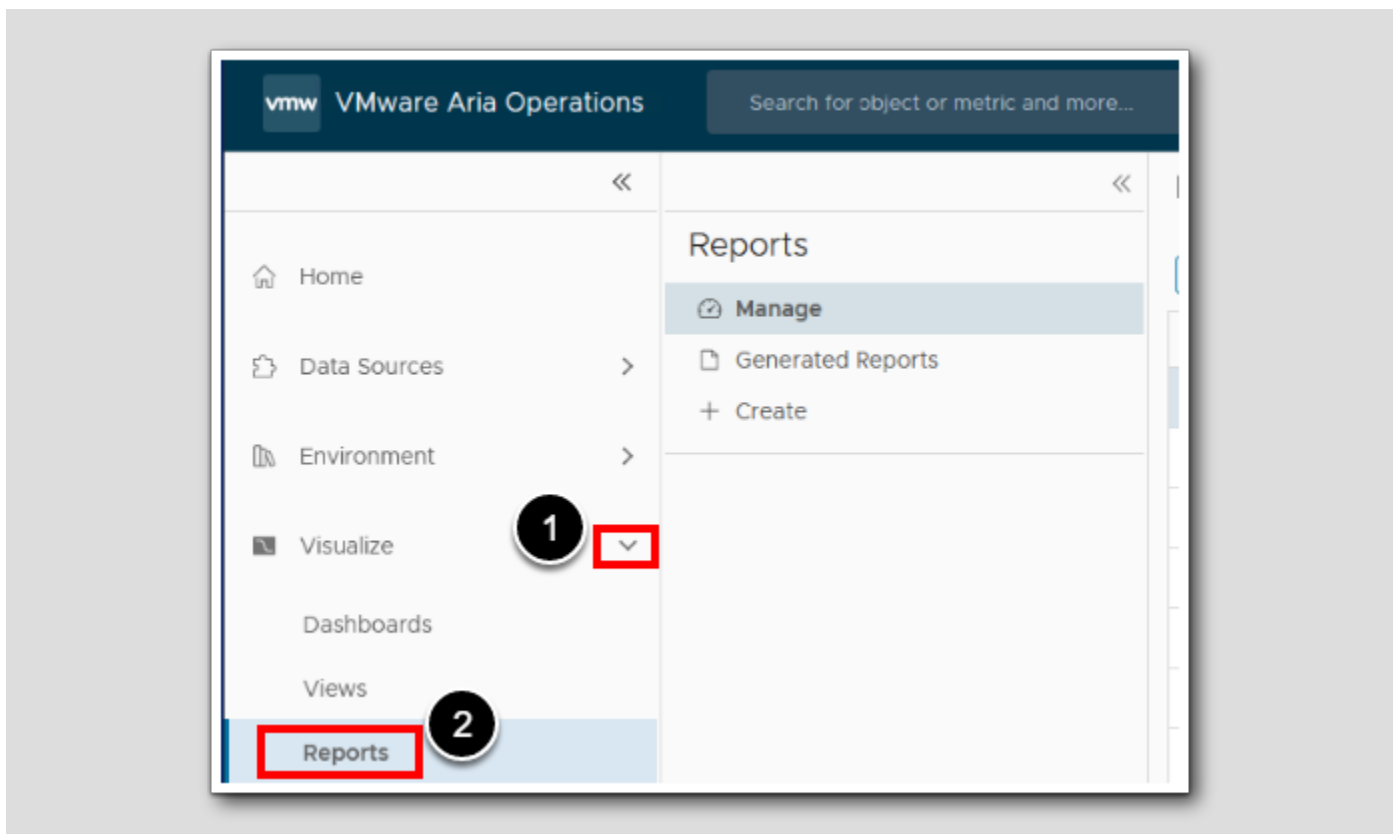 vmw VMware Aria Operations
Search for object or metric and more...
Home
Data Sources
Environment
1
Visualize
Dashboards
Views
2
Reports
Reports
Manage
Generated Reports
+ Create